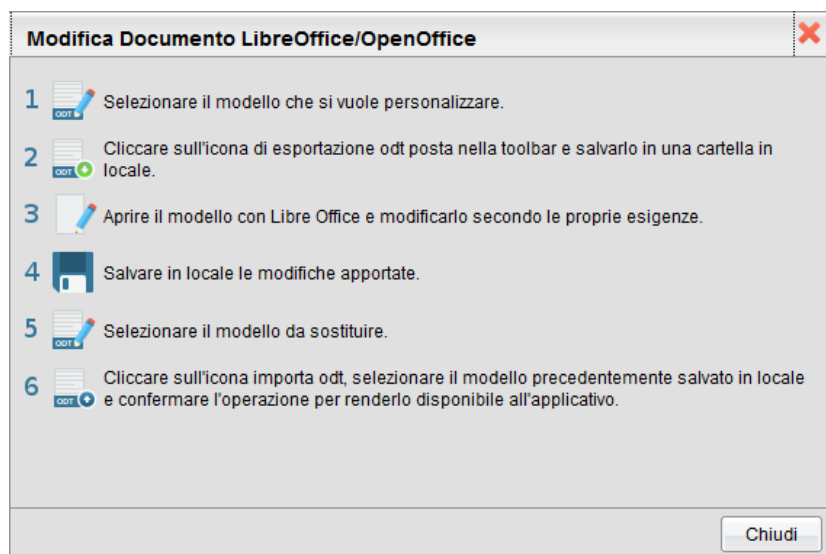 Modifica Documento LibreOffice/OpenOffice
1 ODT Selezionare il modello che si vuole personalizzare.
2 ODT Cliccare sull'icona di esportazione odt posta nella toolbar e salvarlo in una cartella in
locale.
3 Aprire il modello con Libre Office e modificarlo secondo le proprie esigenze.
4 Salvare in locale le modifiche apportate.
5 ODT Selezionare il modello da sostituire.
6 ODT Cliccare sull'icona importa odt, selezionare il modello precedentemente salvato in locale
e confermare l'operazione per renderlo disponibile all'applicativo.
Chiudi